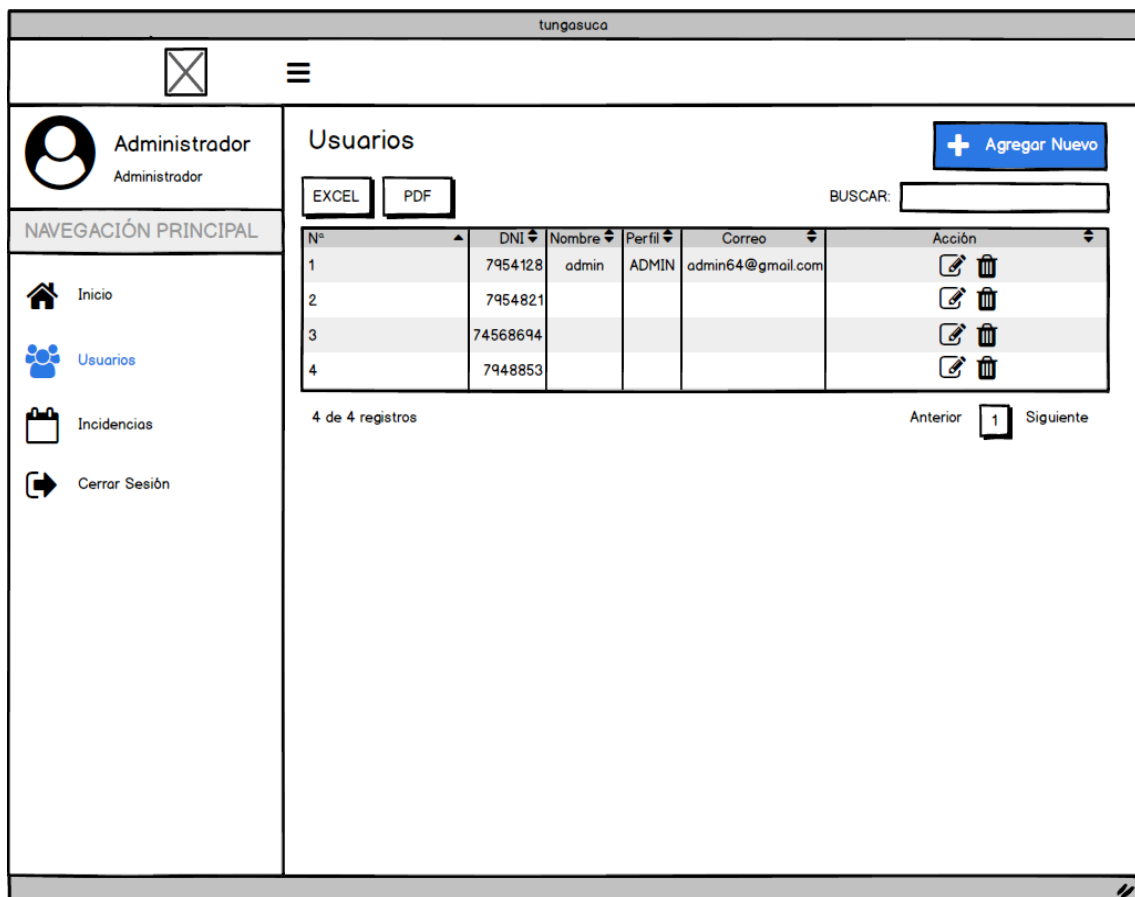 tungasuca
Administrador
Administrador
NAVEGACIÓN PRINCIPAL
Inicio
Usuarios
Incidencias
Cerrar Sesión
Usuarios
Agregar Nuevo
EXCEL PDF
BUSCAR:
Nº DNI Nombre Perfil Correo Acción
1 7954128 admin ADMIN admin64@gmail.com
2 7954821
3 74568694
4 7948853
4 de 4 registros
Anterior 1 Siguiente